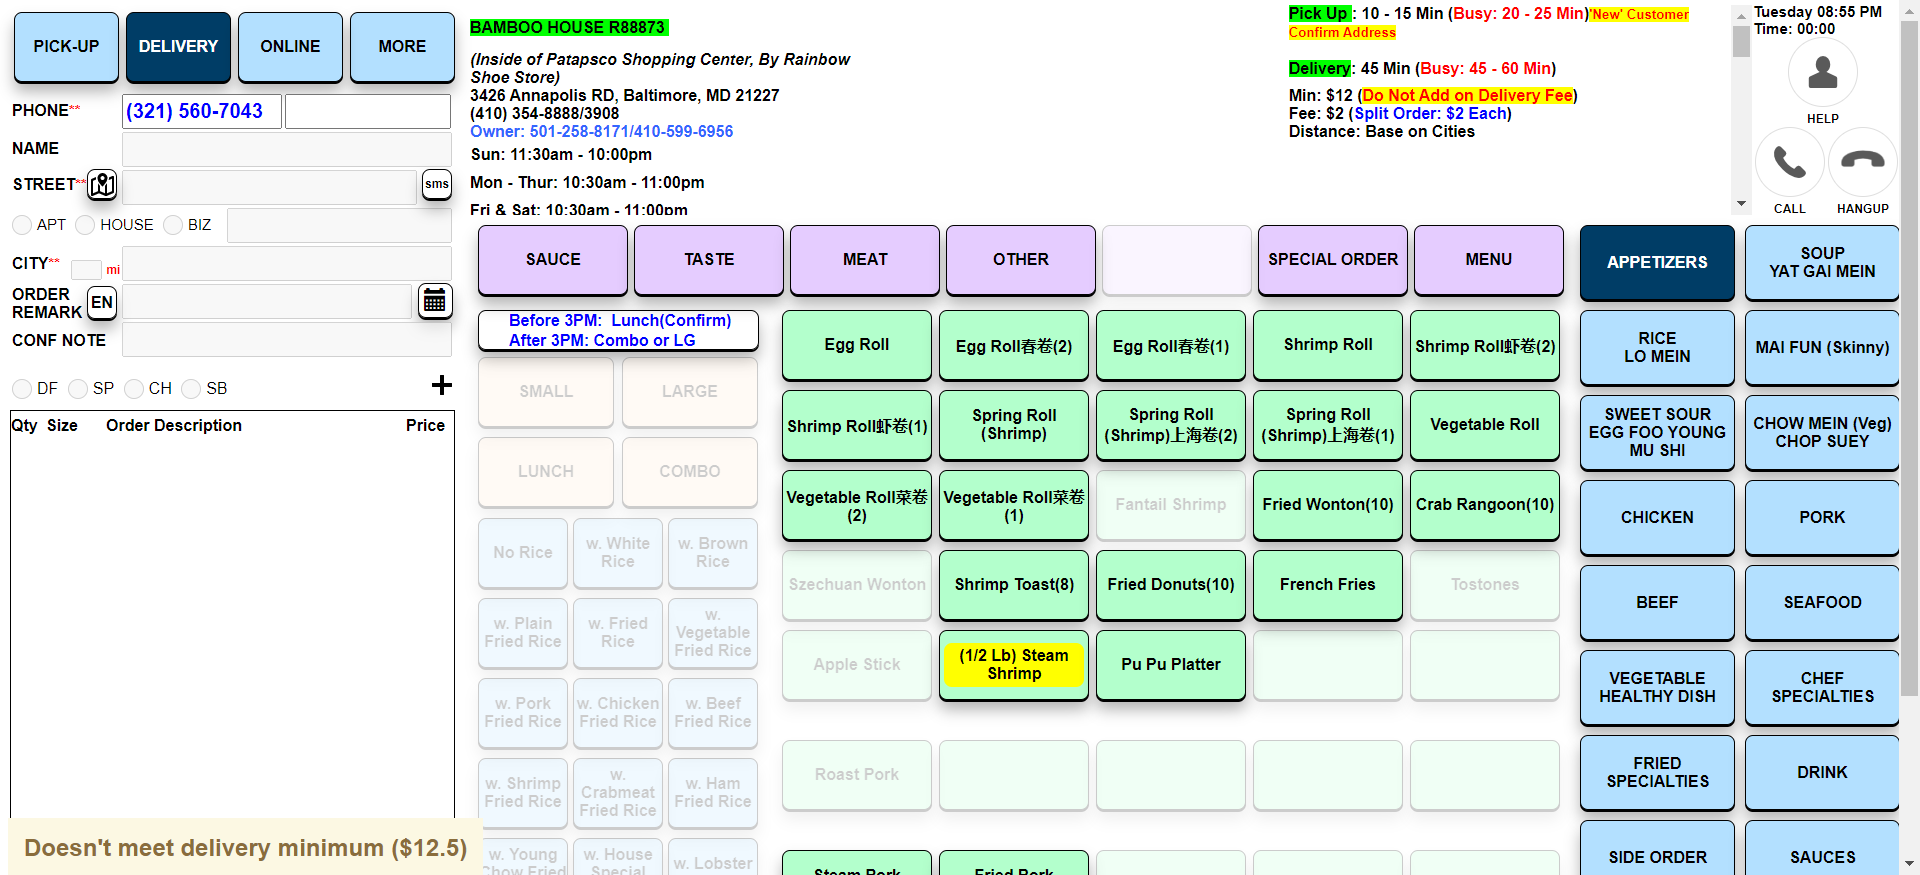 PICK-UP
DELIVERY
ONLINE
MORE
PHONE**
(321) 560-7043
NAME
STREET**
sms
APT
HOUSE
BIZ
CITY**
mi
ORDER
REMARK
EN
CONF NOTE
DF
SP
CH
SB
Qty Size Order Description Price
Doesn't meet delivery minimum ($12.5)
BAMBOO HOUSE R88873
(Inside of Patapsco Shopping Center, By Rainbow
Shoe Store)
3426 Annapolis RD, Baltimore, MD 21227
(410) 354-8888/3908
Owner: 501-258-8171/410-599-6956
Sun: 11:30am - 10:00pm
Mon - Thur: 10:30am - 11:00pm
Fri & Sat: 10:30am - 11:00pm
Pick Up : 10 - 15 Min (Busy: 20 - 25 Min)'New' Customer
Confirm Address
Delivery: 45 Min (Busy: 45 - 60 Min)
Min: $12 (Do Not Add on Delivery Fee)
Fee: $2 (Split Order: $2 Each)
Distance: Base on Cities
Tuesday 08:55 PM
Time: 00:00
HELP
CALL
HANGUP
SAUCE
TASTE
MEAT
OTHER
SPECIAL ORDER
MENU
Before 3PM: Lunch(Confirm)
After 3PM: Combo or LG
SMALL
LARGE
LUNCH
COMBO
No Rice
w. White
Rice
w. Brown
Rice
w. Plain
Fried Rice
w. Fried
Rice
w.
Vegetable
Fried Rice
w. Pork
Fried Rice
w. Chicken
Fried Rice
w. Beef
Fried Rice
w. Shrimp
Fried Rice
w.
Crabmeat
Fried Rice
w. Ham
Fried Rice
w. Young
Chow Fried
w. House
Special
w. Lobster
Egg Roll
Egg Roll春卷(2)
Egg Roll春卷(1)
Shrimp Roll
Shrimp Roll虾卷(2)
Shrimp Roll虾卷(1)
Spring Roll
(Shrimp)
Spring Roll
(Shrimp)上海卷(2)
Spring Roll
(Shrimp)上海卷(1)
Vegetable Roll
Vegetable Roll菜卷
(2)
Vegetable Roll菜卷
(1)
Fantail Shrimp
Fried Wonton(10)
Crab Rangoon(10)
Szechuan Wonton
Shrimp Toast(8)
Fried Donuts(10)
French Fries
Tostones
Apple Stick
(1/2 Lb) Steam
Shrimp
Pu Pu Platter
Roast Pork
Steam Pork
Fried Pork
APPETIZERS
SOUP
YAT GAI MEIN
RICE
LO MEIN
MAI FUN (Skinny)
SWEET SOUR
EGG FOO YOUNG
MU SHI
CHOW MEIN (Veg)
CHOP SUEY
CHICKEN
PORK
BEEF
SEAFOOD
VEGETABLE
HEALTHY DISH
CHEF
SPECIALTIES
FRIED
SPECIALTIES
DRINK
SIDE ORDER
SAUCES